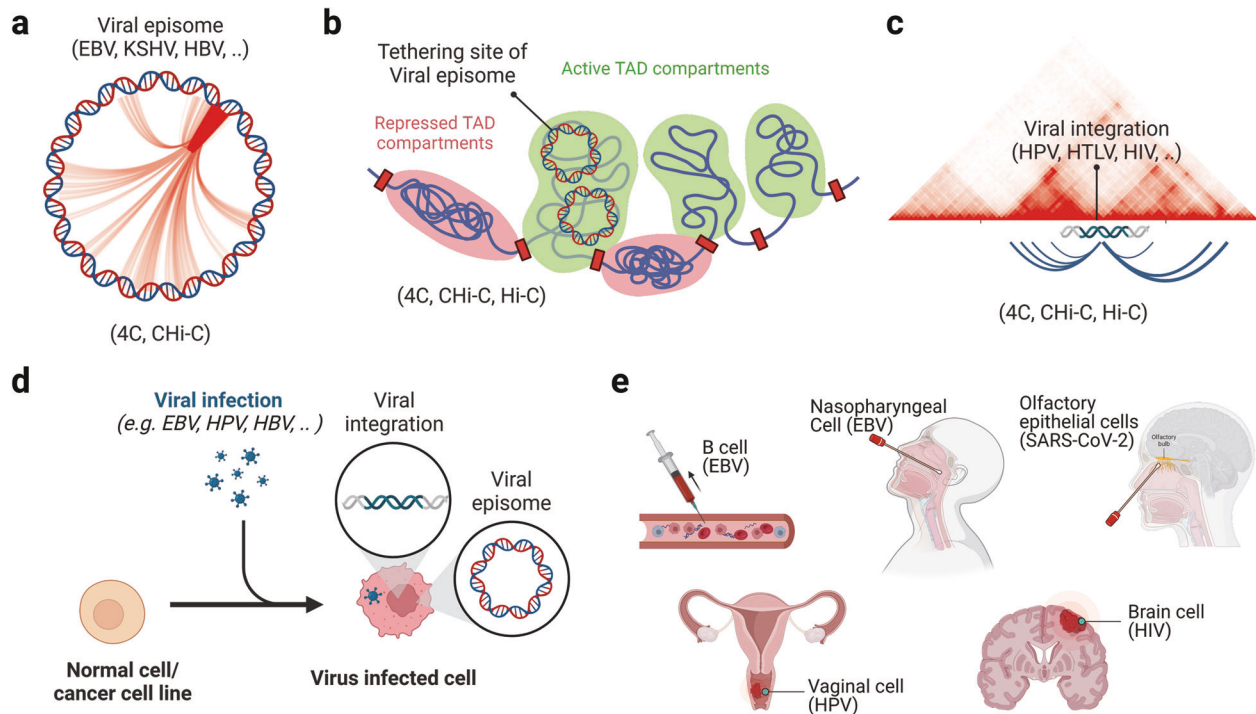 a
Viral episome
(EBV, KSHV, HBV, ..)
(4C, CHi-C)
b
Tethering site of
Viral episome
Active TAD compartments
Repressed TAD
compartments
(4C, CHi-C, Hi-C)
c
Viral integration
(HPV, HTLV, HIV, ..)
(4C, CHi-C, Hi-C)
d
Viral infection
(e.g. EBV, HPV, HBV, .. )
Viral
integration
Viral
episome
Normal cell/
cancer cell line
Virus infected cell
e
B cell
(EBV)
Nasopharyngeal
Cell (EBV)
Olfactory
epithelial cells
(SARS-CoV-2)
Olfactory
bulb
Vaginal cell
(HPV)
Brain cell
(HIV)